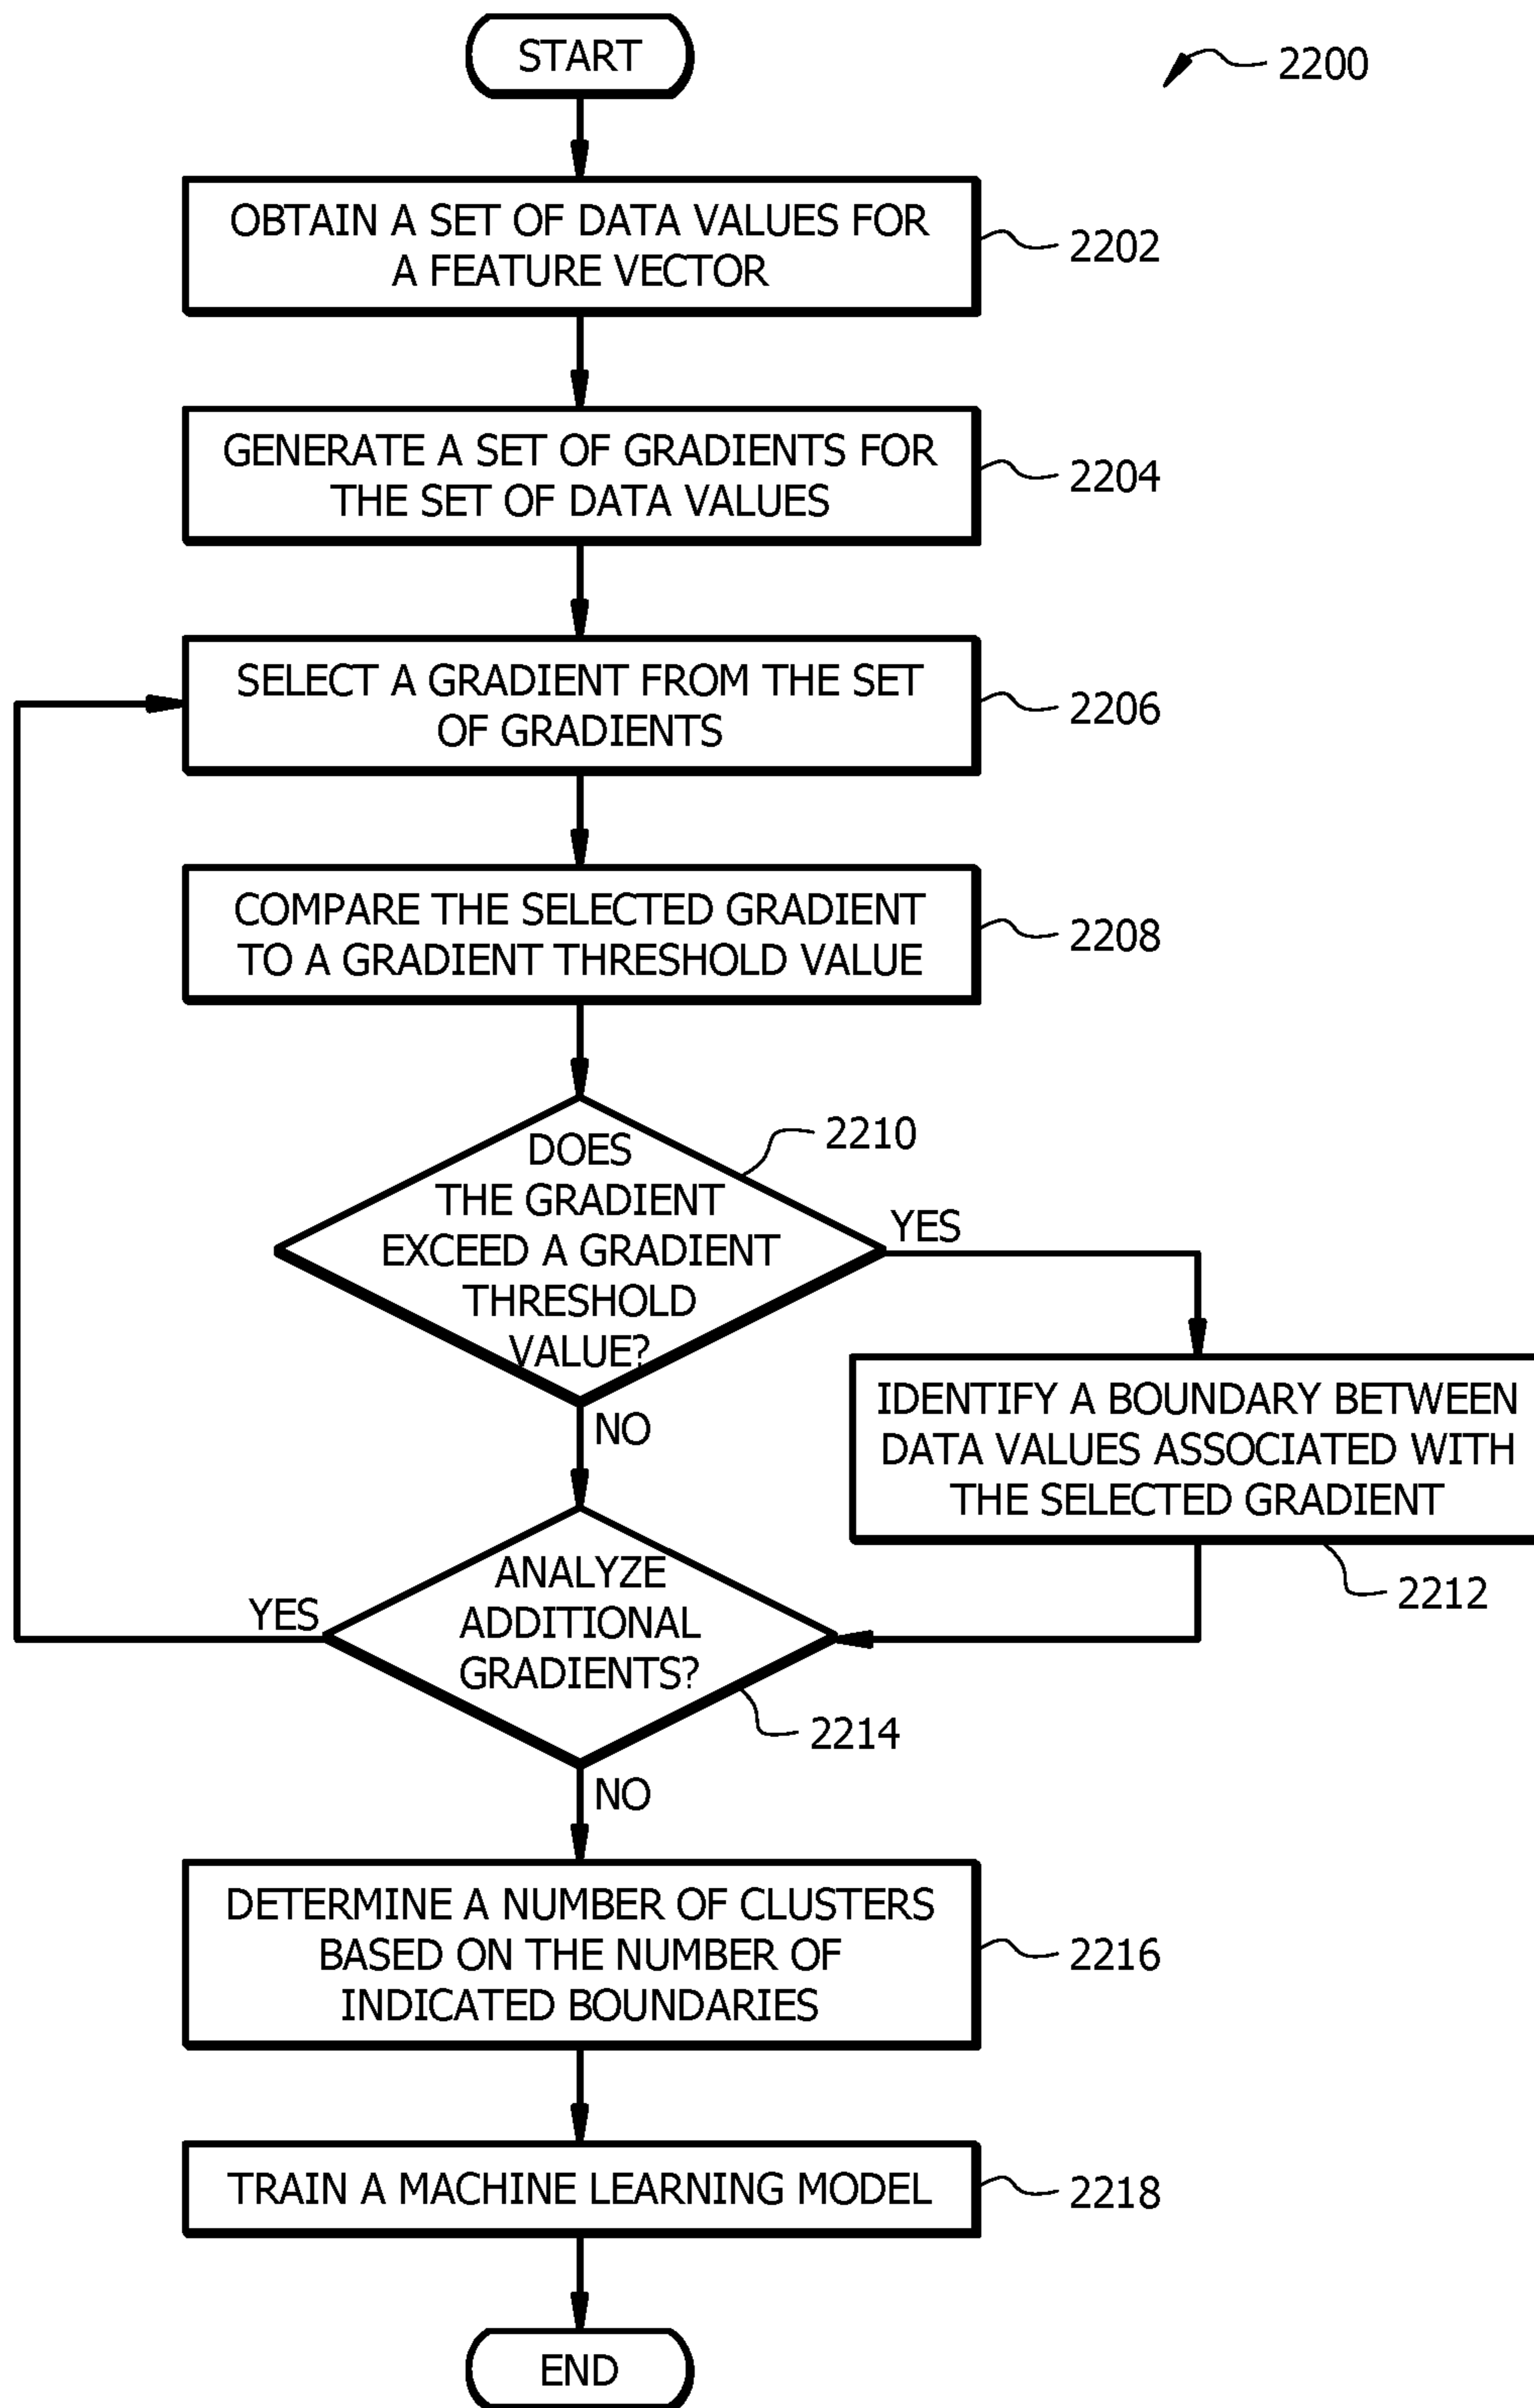 START
2200
OBTAIN A SET OF DATA VALUES FOR
A FEATURE VECTOR
2202
GENERATE A SET OF GRADIENTS FOR
THE SET OF DATA VALUES
2204
SELECT A GRADIENT FROM THE SET
OF GRADIENTS
2206
COMPARE THE SELECTED GRADIENT
TO A GRADIENT THRESHOLD VALUE
2208
DOES
THE GRADIENT
EXCEED A GRADIENT
THRESHOLD
VALUE?
2210
YES
NO
IDENTIFY A BOUNDARY BETWEEN
DATA VALUES ASSOCIATED WITH
THE SELECTED GRADIENT
2212
ANALYZE
ADDITIONAL
GRADIENTS?
YES
2214
NO
DETERMINE A NUMBER OF CLUSTERS
BASED ON THE NUMBER OF
INDICATED BOUNDARIES
2216
TRAIN A MACHINE LEARNING MODEL
2218
END